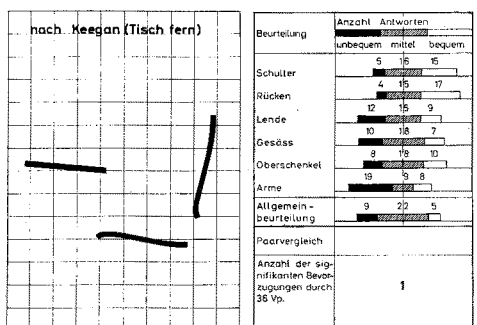 nach Keegan (Tisch fern)
Beurteilung
Anzahl Antworten
unbequem mittel bequem
Schulter
5 16 15
Rücken
4 15 17
Lende
12 15 9
Gesäss
10 18 7
Oberschenkel
8 18 10
Arme
19 9 8
Allgemein-
beurteilung
9 22 5
Paarvergleich
Anzahl der sig-
nifikanten Bevor-
zugungen durch
36 Vp.
1